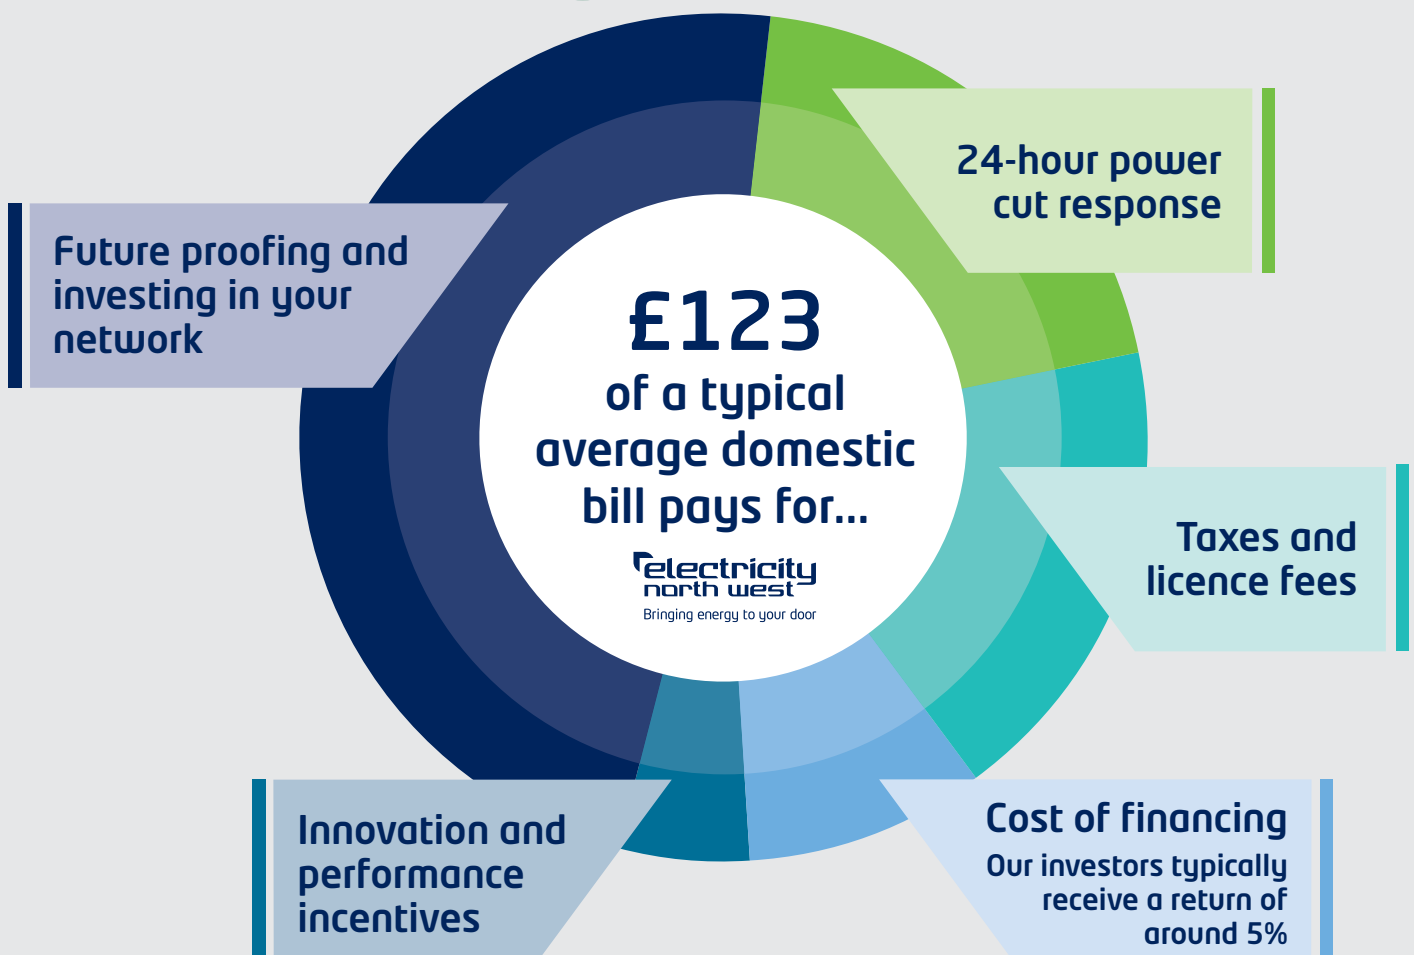 24-hour power
cut response
Future proofing and
investing in your
network
£123
of a typical
average domestic
bill pays for...
electricity
north west
Bringing energy to your door
Taxes and
licence fees
Innovation and
performance
incentives
Cost of financing
Our investors typically
receive a return of
around 5%